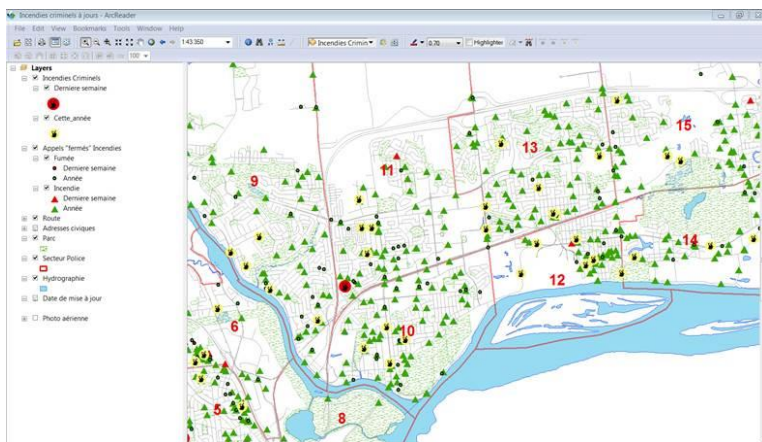 Incendies criminels à jours - ArcReader
File Edit View Bookmarks Tools Window Help
1:43 350
Incendies Crimin
0.70
Highlighter
100%
Layers
Incendies Criminels
Derniere semaine
Cette_année
Appels "fermés" Incendies
Fumée
Derniere semaine
Année
Incendie
Derniere semaine
Année
Route
Adresses civiques
Parc
Secteur Police
Hydrographie
Date de mise à jour
Photo aérienne
15
13
11
9
14
12
6
10
5
8